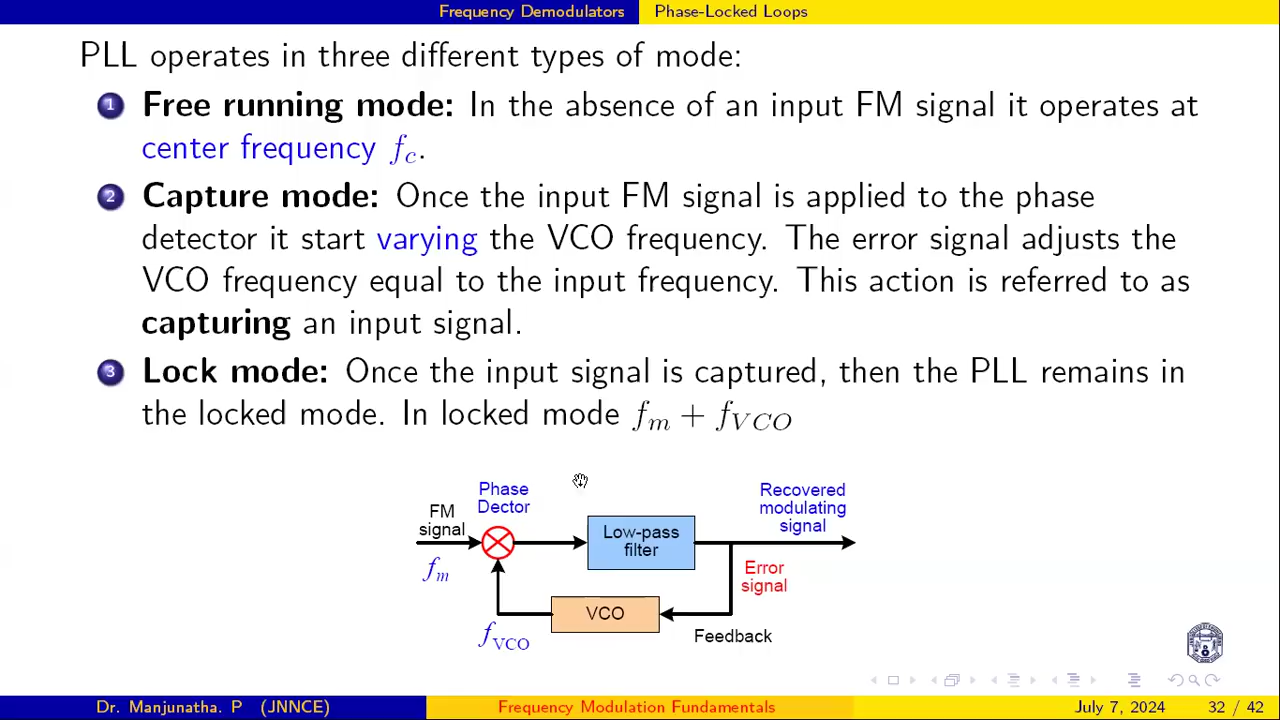 Frequency Demodulators Phase-Locked Loops
PLL operates in three different types of mode:
1 Free running mode: In the absence of an input FM signal it operates at
center frequency f_c.
2 Capture mode: Once the input FM signal is applied to the phase
detector it start varying the VCO frequency. The error signal adjusts the
VCO frequency equal to the input frequency. This action is referred to as
capturing an input signal.
3 Lock mode: Once the input signal is captured, then the PLL remains in
the locked mode. In locked mode f_m + f_VCO
Phase
Dector
FM
signal
f_m
Low-pass
filter
Recovered
modulating
signal
Error
signal
VCO
f_VCO
Feedback
Dr. Manjunatha. P (JNNCE) Frequency Modulation Fundamentals July 7, 2024 32 / 42